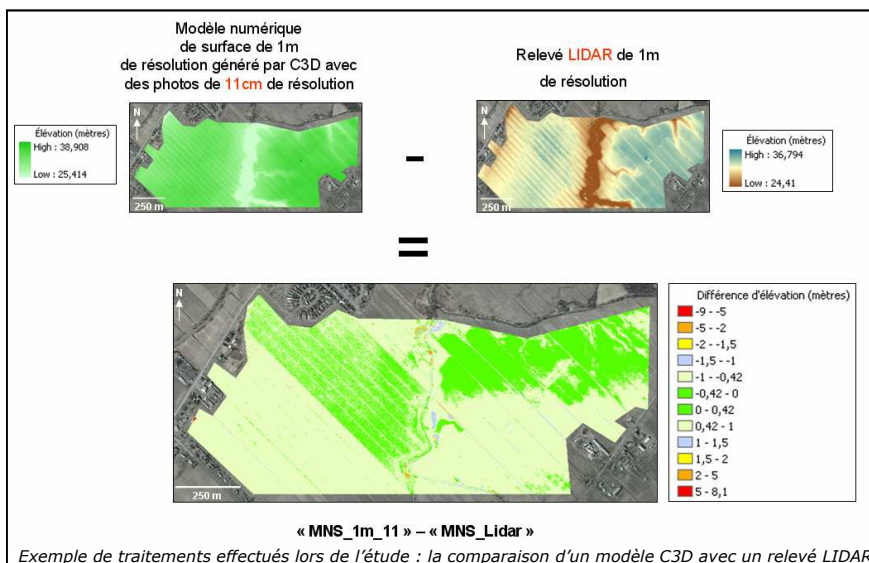 Modèle numérique
de surface de 1m
de résolution généré par C3D avec
des photos de 11cm de résolution
Relevé LIDAR de 1m
de résolution
N
Élévation (mètres)
High : 38,908
Low : 25,414
250 m
-
N
Élévation (mètres)
High : 36,794
Low : 24,41
250 m
=
N
250 m
Différence d'élévation (mètres)
-9 - -5
-5 - -2
-2 - -1,5
-1,5 - -1
-1 - -0,42
-0,42 - 0
0 - 0,42
0,42 - 1
1 - 1,5
1,5 - 2
2 - 5
5 - 8,1
« MNS_1m_11 » – « MNS_Lidar »
Exemple de traitements effectués lors de l'étude : la comparaison d'un modèle C3D avec un relevé LIDAR